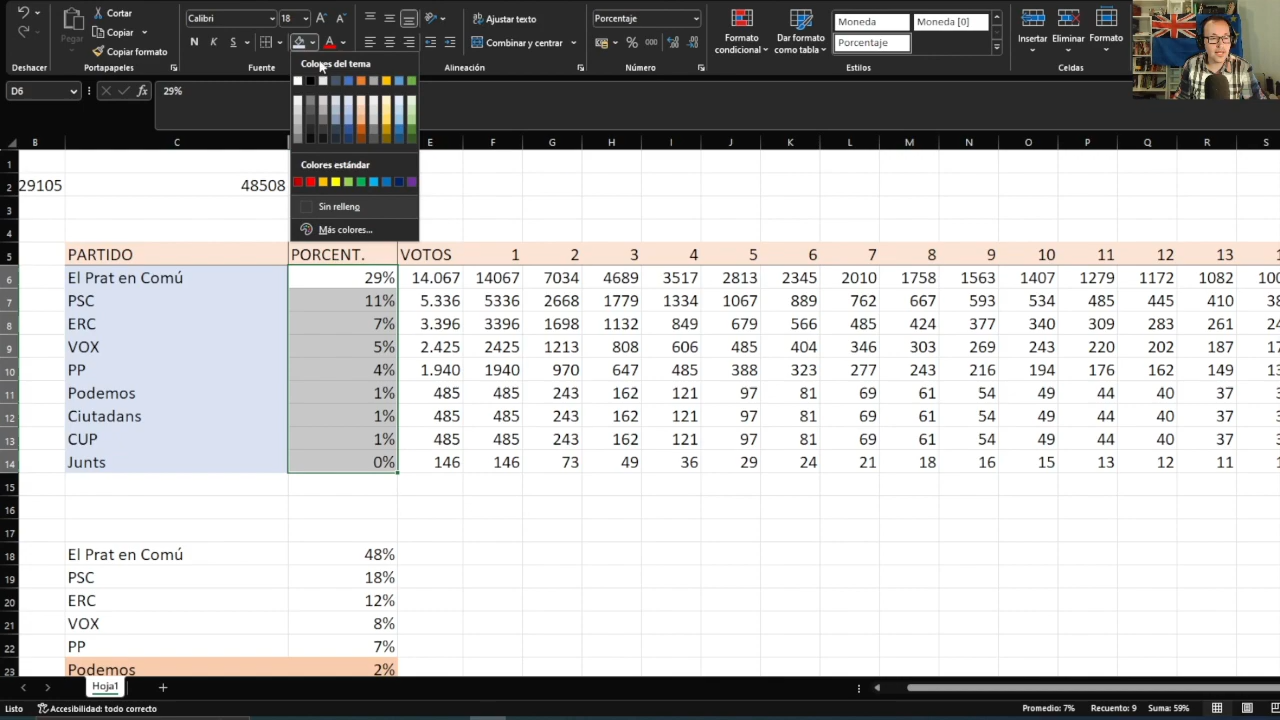 Cortar
Calibri 18
Ajustar texto
Porcentaje
Moneda Moneda [0]
Pegar
Copiar
N K S
Combinar y centrar
% 000
Formato
condicional
Dar formato
como tabla
Porcentaje
Insertar Eliminar Formato
Copiar formato
Deshacer Portapapeles Fuente Alineación Número Estilos Celdas
Colores del tema
Colores estándar
Sin relleno
Más colores...
D6 fx 29%
B C E F G H I J K L M N O P Q R S
1
2 29105 48508
3
4
5 PARTIDO PORCENT. VOTOS 1 2 3 4 5 6 7 8 9 10 11 12 13
6 El Prat en Comú 29% 14.067 14067 7034 4689 3517 2813 2345 2010 1758 1563 1407 1279 1172 1082
7 PSC 11% 5.336 5336 2668 1779 1334 1067 889 762 667 593 534 485 445 410
8 ERC 7% 3.396 3396 1698 1132 849 679 566 485 424 377 340 309 283 261
9 VOX 5% 2.425 2425 1213 808 606 485 404 346 303 269 243 220 202 187
10 PP 4% 1.940 1940 970 647 485 388 323 277 243 216 194 176 162 149
11 Podemos 1% 485 485 243 162 121 97 81 69 61 54 49 44 40 37
12 Ciutadans 1% 485 485 243 162 121 97 81 69 61 54 49 44 40 37
13 CUP 1% 485 485 243 162 121 97 81 69 61 54 49 44 40 37
14 Junts 0% 146 146 73 49 36 29 24 21 18 16 15 13 12 11
15
16
17
18 El Prat en Comú 48%
19 PSC 18%
20 ERC 12%
21 VOX 8%
22 PP 7%
23 Podemos 2%
Hoja1
Listo Accesibilidad: todo correcto Promedio: 7% Recuento: 9 Suma: 59%